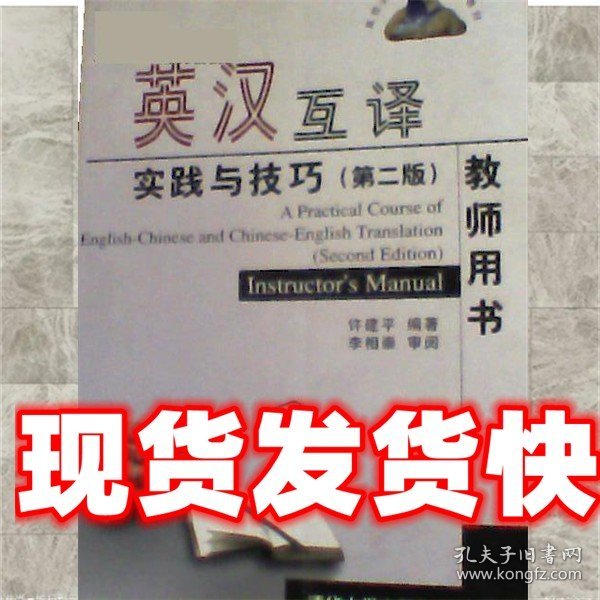 英汉互译
实践与技巧（第二版）
教师用书
A Practical Course of
English-Chinese and Chinese-English Translation
(Second Edition)
Instructor's Manual
许建平 编著
李相崇 审阅
现货发货快
孔夫子旧书网
www.kongfz.com